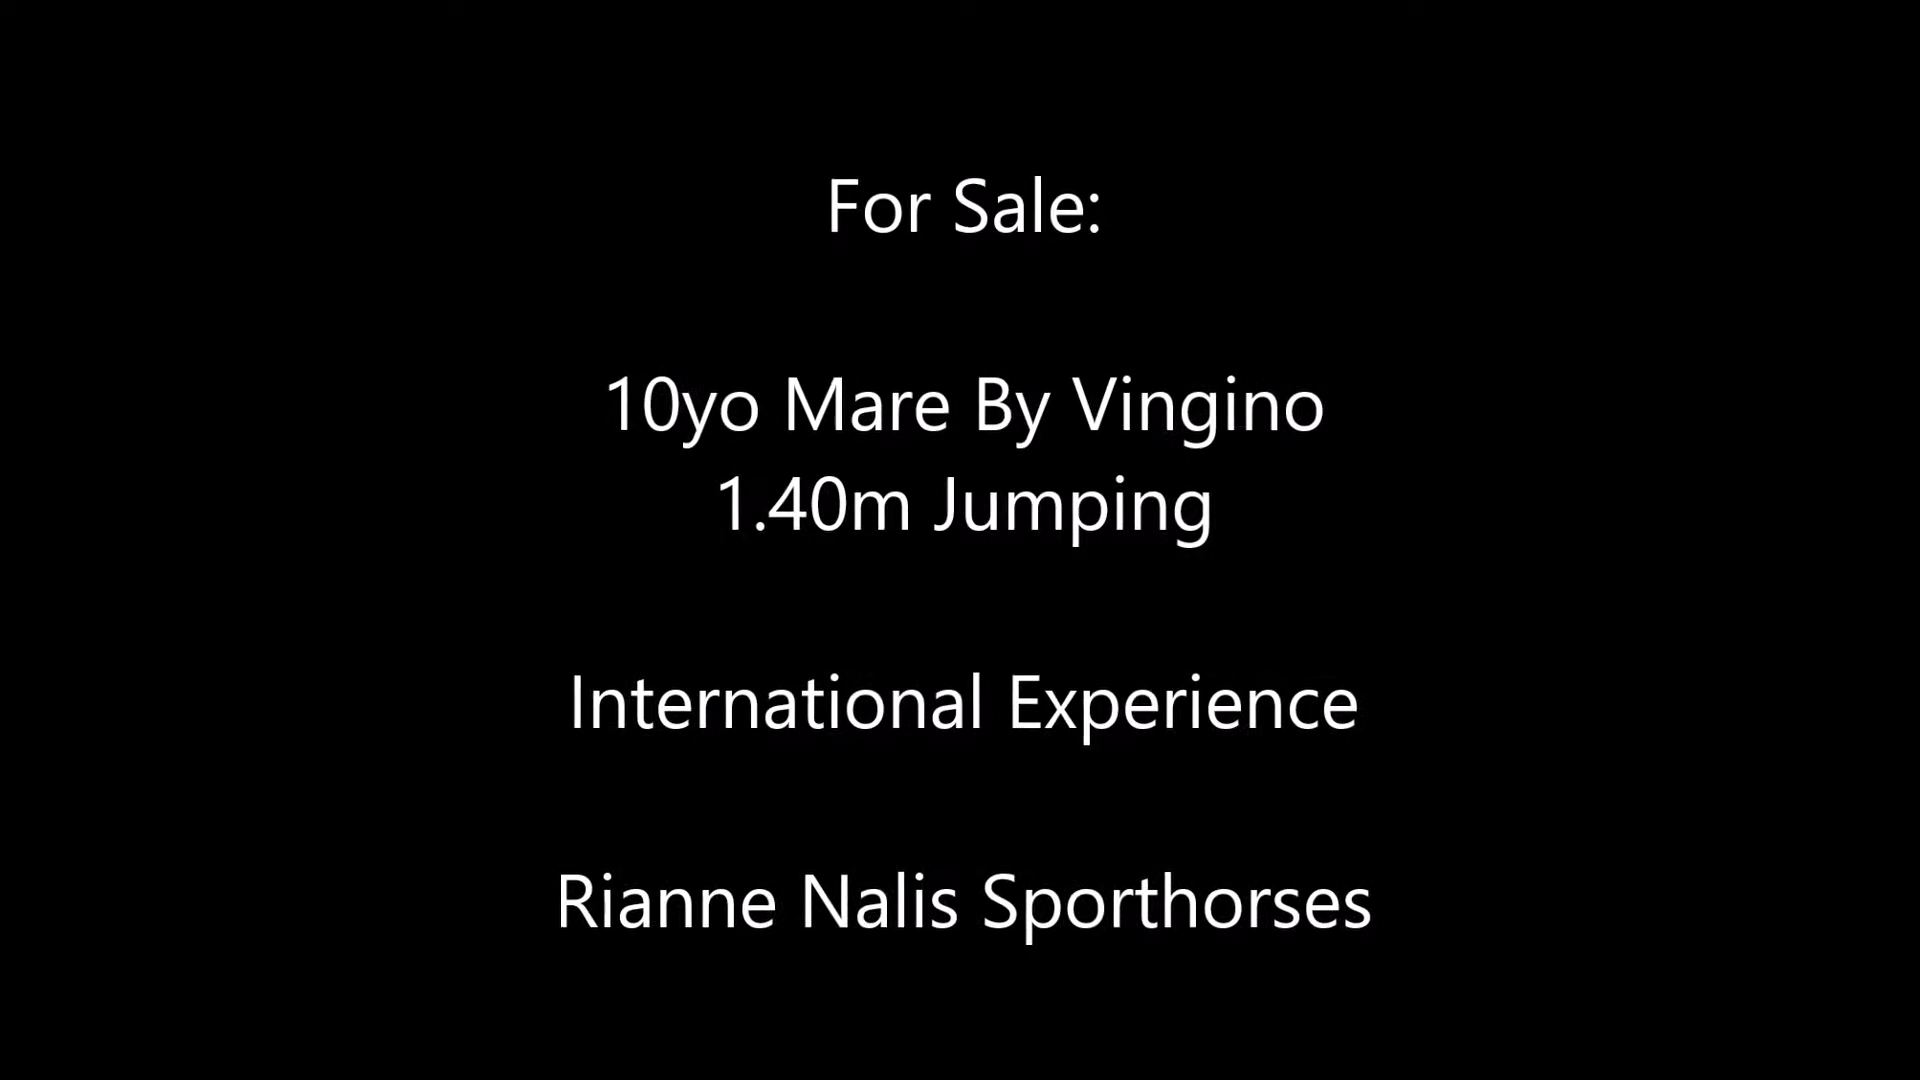 For Sale:
10yo Mare By Vingino
1.40m Jumping
International Experience
Rianne Nalis Sporthorses